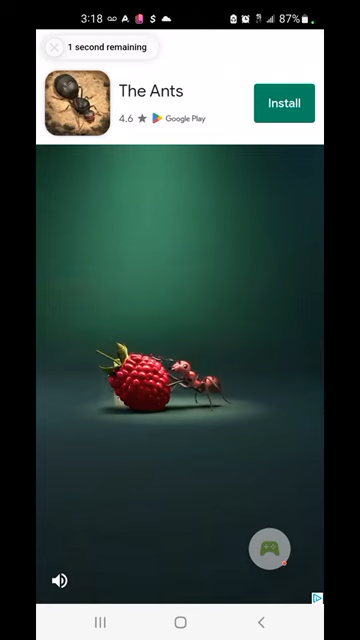 3:18
87%
1 second remaining
The Ants
Install
4.6 ★ Google Play